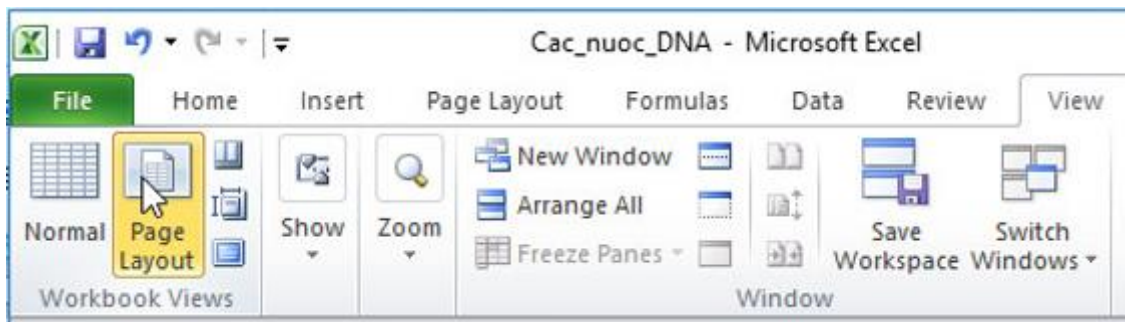 Cac_nuoc_DNA - Microsoft Excel
File Home Insert Page Layout Formulas Data Review View
Normal
Page
Layout
Workbook Views
Show
Zoom
New Window
Arrange All
Freeze Panes
Save
Workspace
Switch
Windows
Window